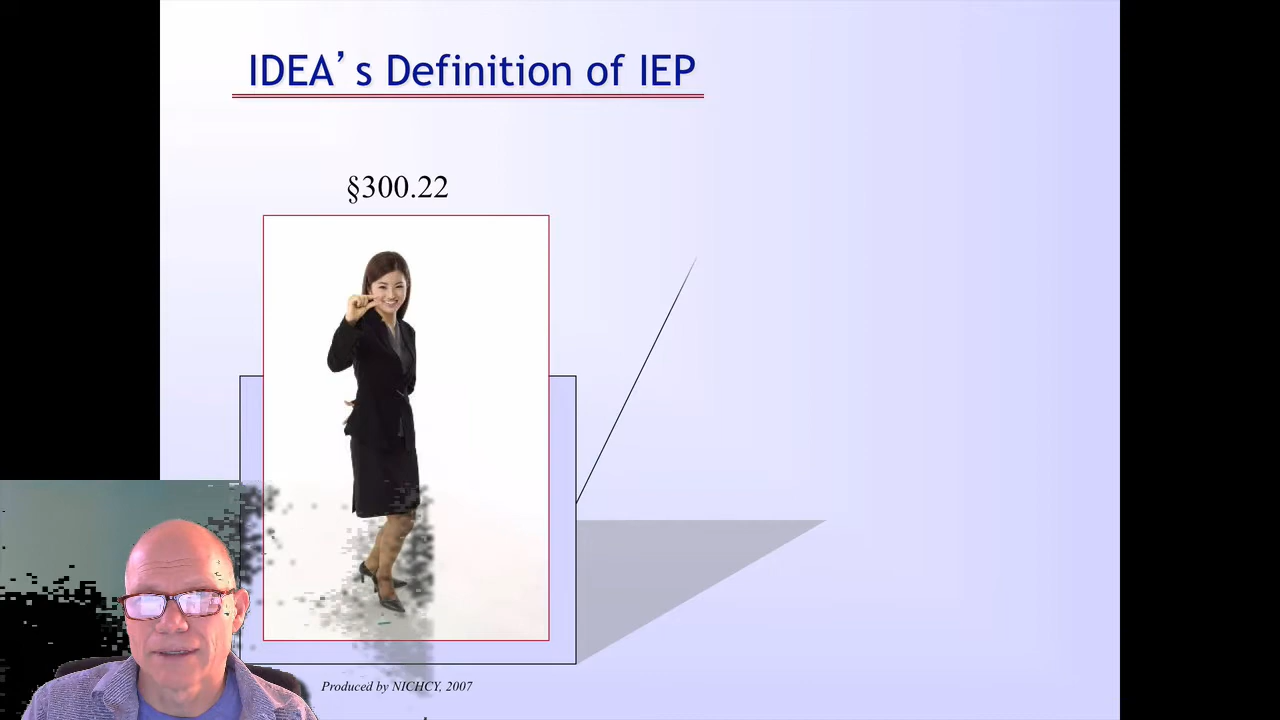 IDEA’s Definition of IEP
§300.22
Produced by NICHCY, 2007